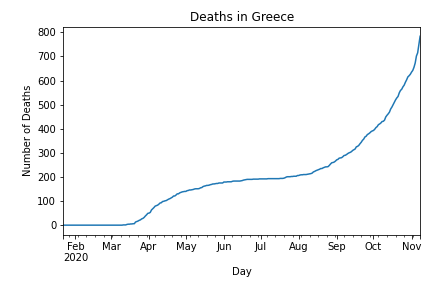 Deaths in Greece
800
700
600
500
400
300
200
100
0
Number of Deaths
Feb Mar Apr May Jun Jul Aug Sep Oct Nov
2020
Day